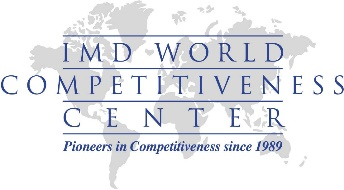 IMD WORLD
COMPETITIVENESS
CENTER
Pioneers in Competitiveness since 1989